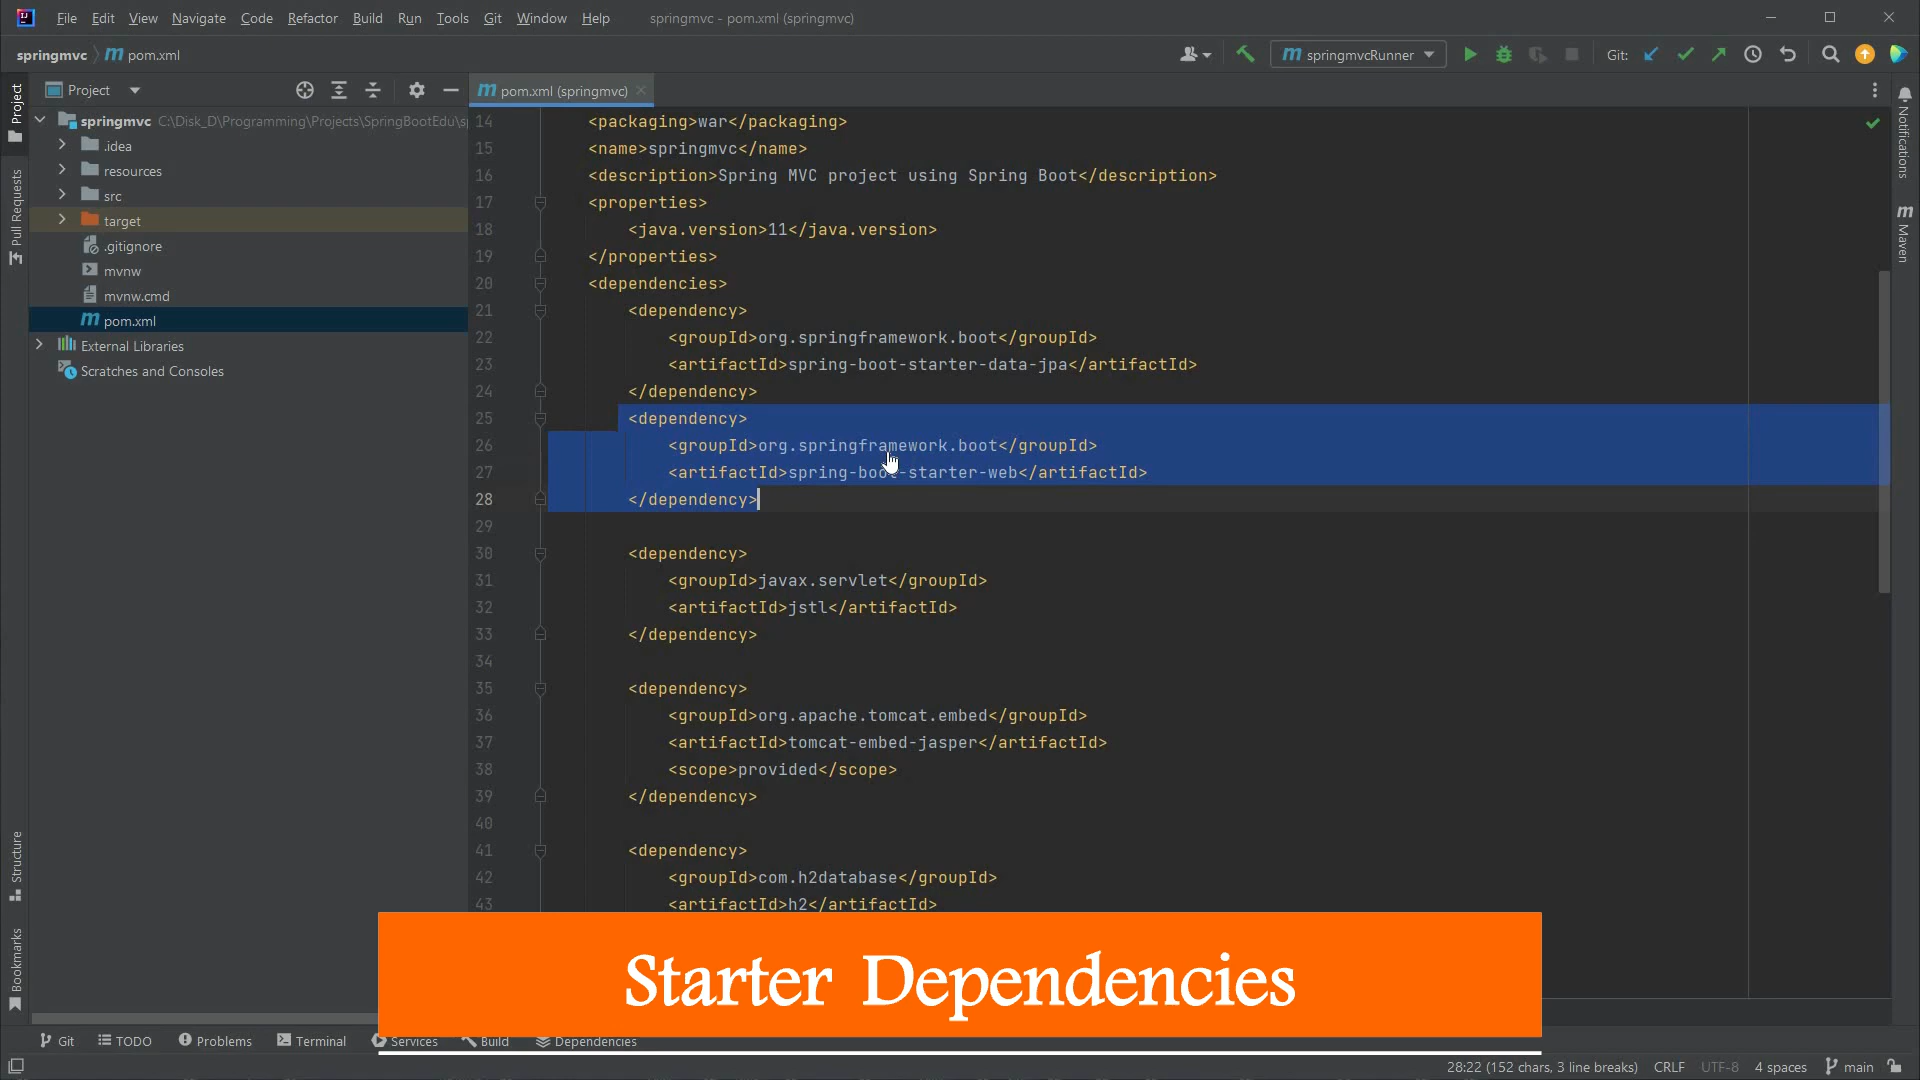 File Edit View Navigate Code Refactor Build Run Tools Git Window Help springmvc - pom.xml (springmvc)
springmvc pom.xml springmvcRunner Git:
Project
pom.xml (springmvc)
Project
Pull Requests
Structure
Bookmarks
springmvc C:\Disk_D\Programming\Projects\SpringBootEdu\s
.idea
resources
src
target
.gitignore
mvnw
mvnw.cmd
pom.xml
External Libraries
Scratches and Consoles
14 <packaging>war</packaging>
15 <name>springmvc</name>
16 <description>Spring MVC project using Spring Boot</description>
17 <properties>
18 <java.version>11</java.version>
19 </properties>
20 <dependencies>
21 <dependency>
22 <groupId>org.springframework.boot</groupId>
23 <artifactId>spring-boot-starter-data-jpa</artifactId>
24 </dependency>
25 <dependency>
26 <groupId>org.springframework.boot</groupId>
27 <artifactId>spring-boot-starter-web</artifactId>
28 </dependency>
29
30 <dependency>
31 <groupId>javax.servlet</groupId>
32 <artifactId>jstl</artifactId>
33 </dependency>
34
35 <dependency>
36 <groupId>org.apache.tomcat.embed</groupId>
37 <artifactId>tomcat-embed-jasper</artifactId>
38 <scope>provided</scope>
39 </dependency>
40
41 <dependency>
42 <groupId>com.h2database</groupId>
43 <artifactId>h2</artifactId>
Notifications
Maven
Starter Dependencies
Git TODO Problems Terminal Services Build Dependencies
28:22 (152 chars, 3 line breaks) CRLF UTF-8 4 spaces main